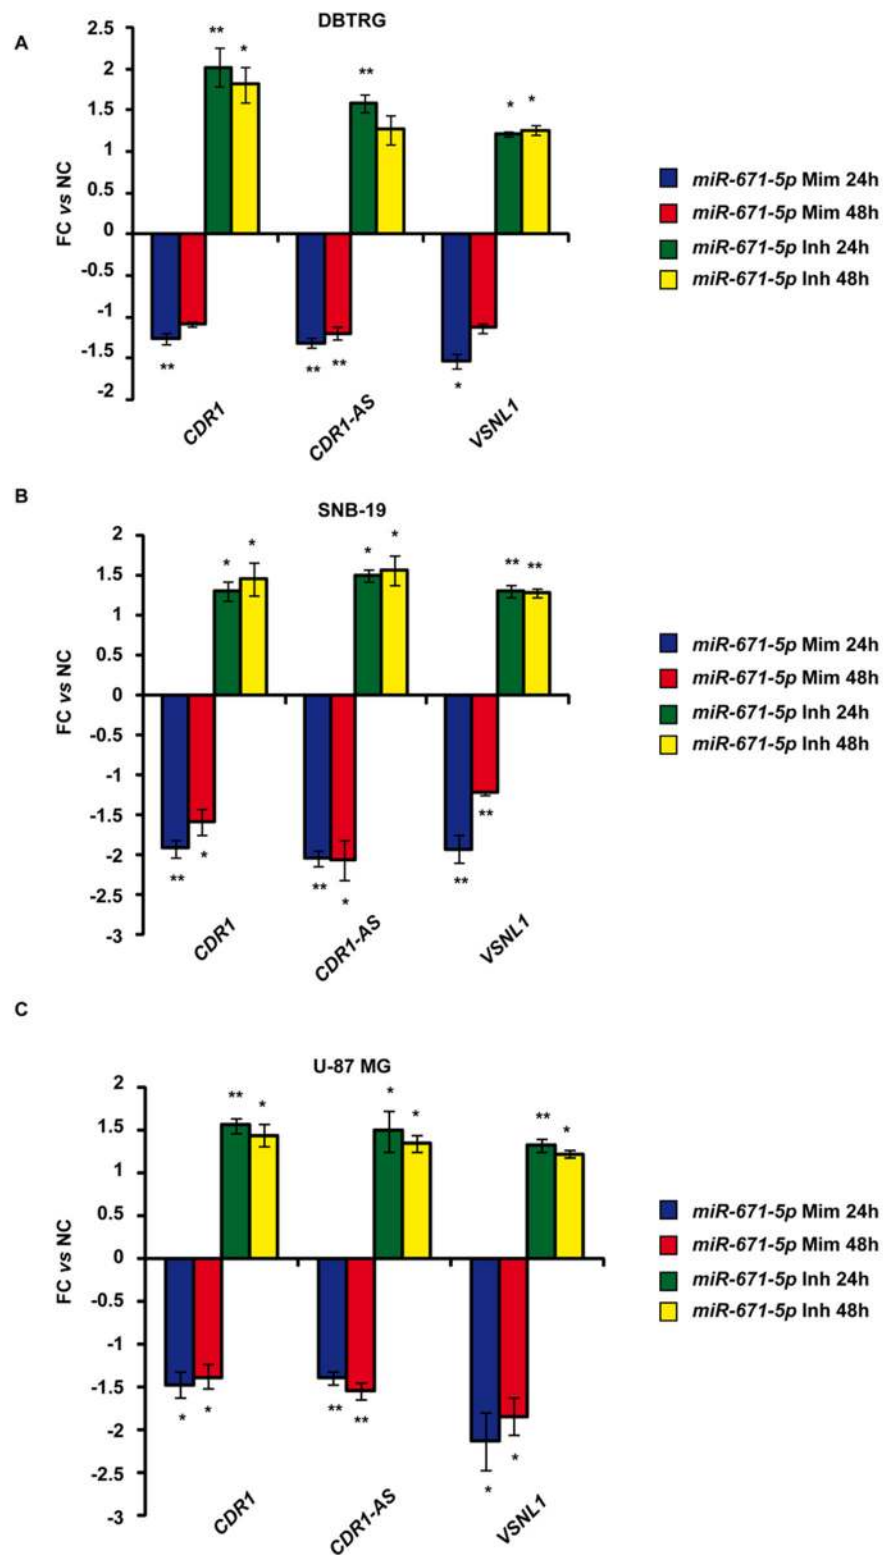 A
DBTRG
** * ** * *
2.5
2
1.5
1
0.5
0
-0.5
-1
-1.5
-2
FC vs NC
** ** ** *
CDR1 CDR1-AS VSNL1
miR-671-5p Mim 24h
miR-671-5p Mim 48h
miR-671-5p Inh 24h
miR-671-5p Inh 48h
B
SNB-19
* * * * ** **
2
1.5
1
0.5
0
-0.5
-1
-1.5
-2
-2.5
-3
FC vs NC
** * ** * ** **
CDR1 CDR1-AS VSNL1
miR-671-5p Mim 24h
miR-671-5p Mim 48h
miR-671-5p Inh 24h
miR-671-5p Inh 48h
C
U-87 MG
** * * * ** *
2
1.5
1
0.5
0
-0.5
-1
-1.5
-2
-2.5
-3
FC vs NC
* * ** ** * *
CDR1 CDR1-AS VSNL1
miR-671-5p Mim 24h
miR-671-5p Mim 48h
miR-671-5p Inh 24h
miR-671-5p Inh 48h